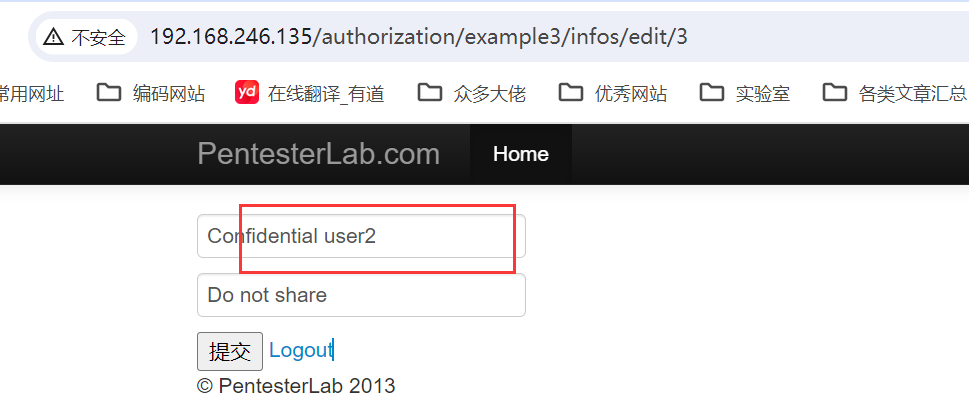 不安全 192.168.246.135/authorization/example3/infos/edit/3
常用网址 编码网站 yd 在线翻译_有道 众多大佬 优秀网站 实验室 各类文章汇总
PentesterLab.com Home
Confidential user2
Do not share
提交 Logout
© PentesterLab 2013